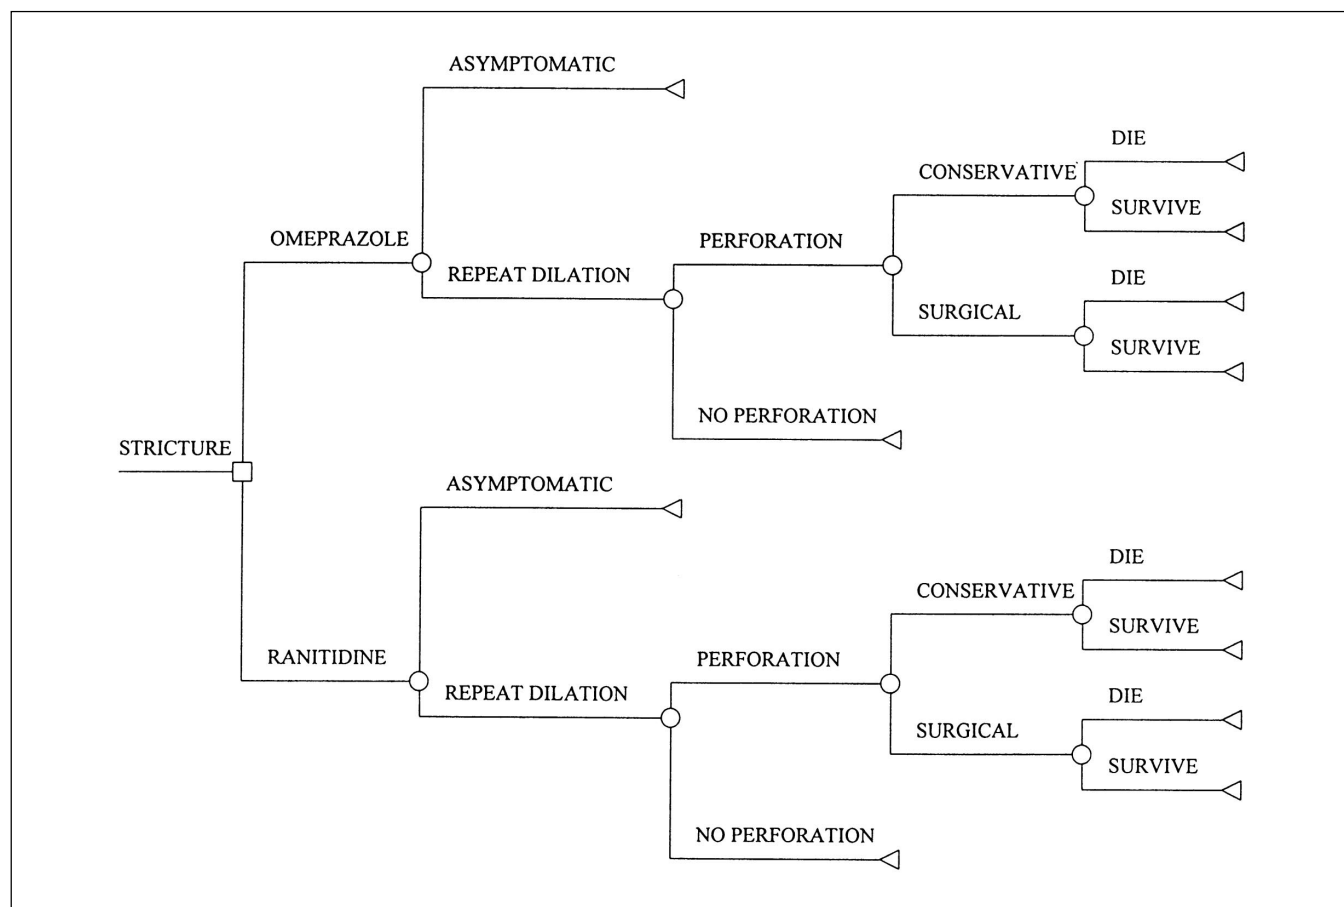 ASYMPTOMATIC
DIE
CONSERVATIVE
SURVIVE
OMEPRAZOLE
PERFORATION
REPEAT DILATION
DIE
SURGICAL
SURVIVE
NO PERFORATION
STRICTURE
ASYMPTOMATIC
DIE
CONSERVATIVE
SURVIVE
RANITIDINE
PERFORATION
REPEAT DILATION
DIE
SURGICAL
SURVIVE
NO PERFORATION